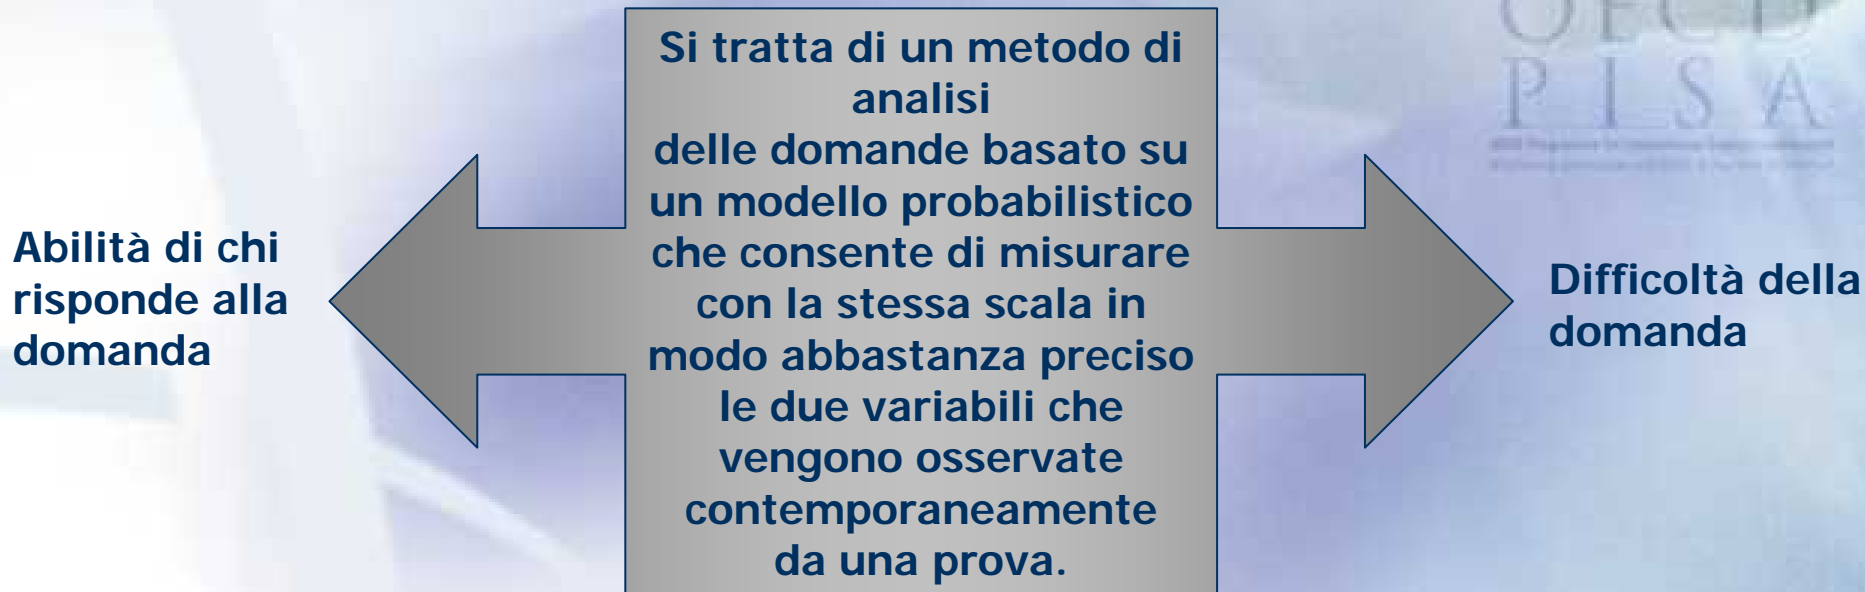 OECD
P I S A
Si tratta di un metodo di
analisi
delle domande basato su
un modello probabilistico
che consente di misurare
con la stessa scala in
modo abbastanza preciso
le due variabili che
vengono osservate
contemporaneamente
da una prova.
Abilità di chi
risponde alla
domanda
Difficoltà della
domanda